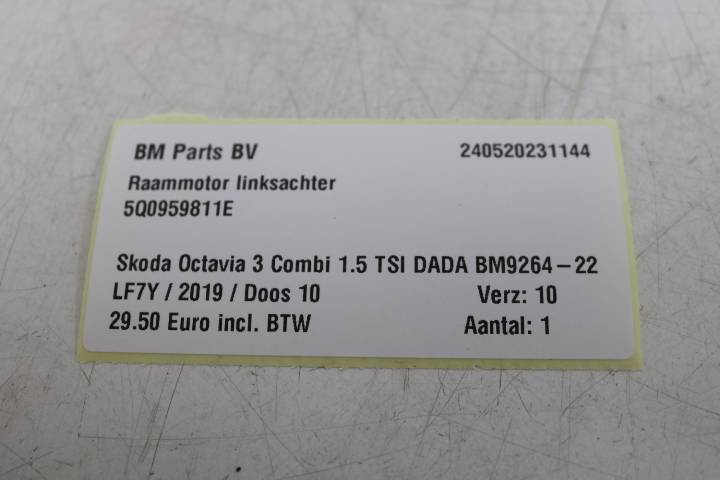 BM Parts BV 240520231144
Raammotor linksachter
5Q0959811E
Skoda Octavia 3 Combi 1.5 TSI DADA BM9264-22
LF7Y / 2019 / Doos 10 Verz: 10
29.50 Euro incl. BTW Aantal: 1